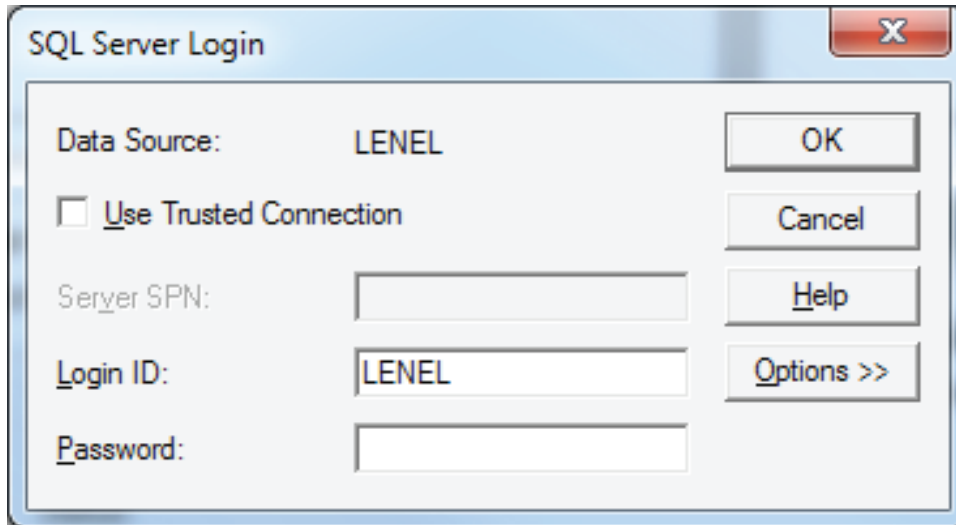 SQL Server Login
Data Source: LENEL
OK
Use Trusted Connection
Cancel
Server SPN:
Help
Login ID: LENEL
Options >>
Password: